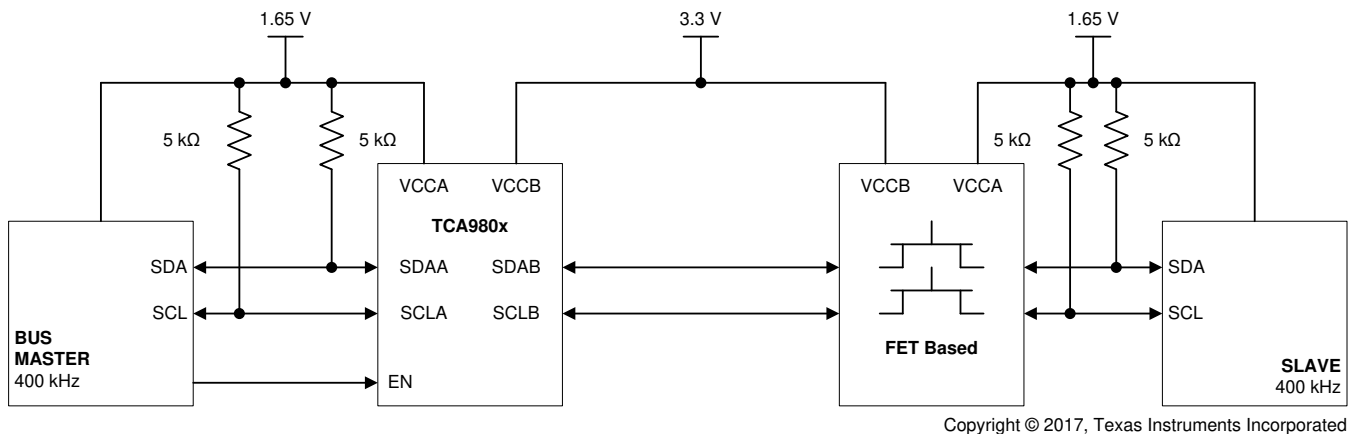 1.65 V
3.3 V
1.65 V
5 kΩ
5 kΩ
5 kΩ
5 kΩ
VCCA
VCCB
TCA980x
VCCB
VCCA
SDA
SDAA
SDAB
SDA
SCL
SCLA
SCLB
SCL
BUS
MASTER
400 kHz
EN
FET Based
SLAVE
400 kHz
Copyright © 2017, Texas Instruments Incorporated